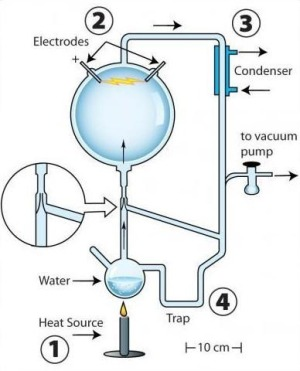 2
Electrodes
+
-
3
Condenser
to vacuum
pump
Water
4
Trap
Heat Source
1
10 cm